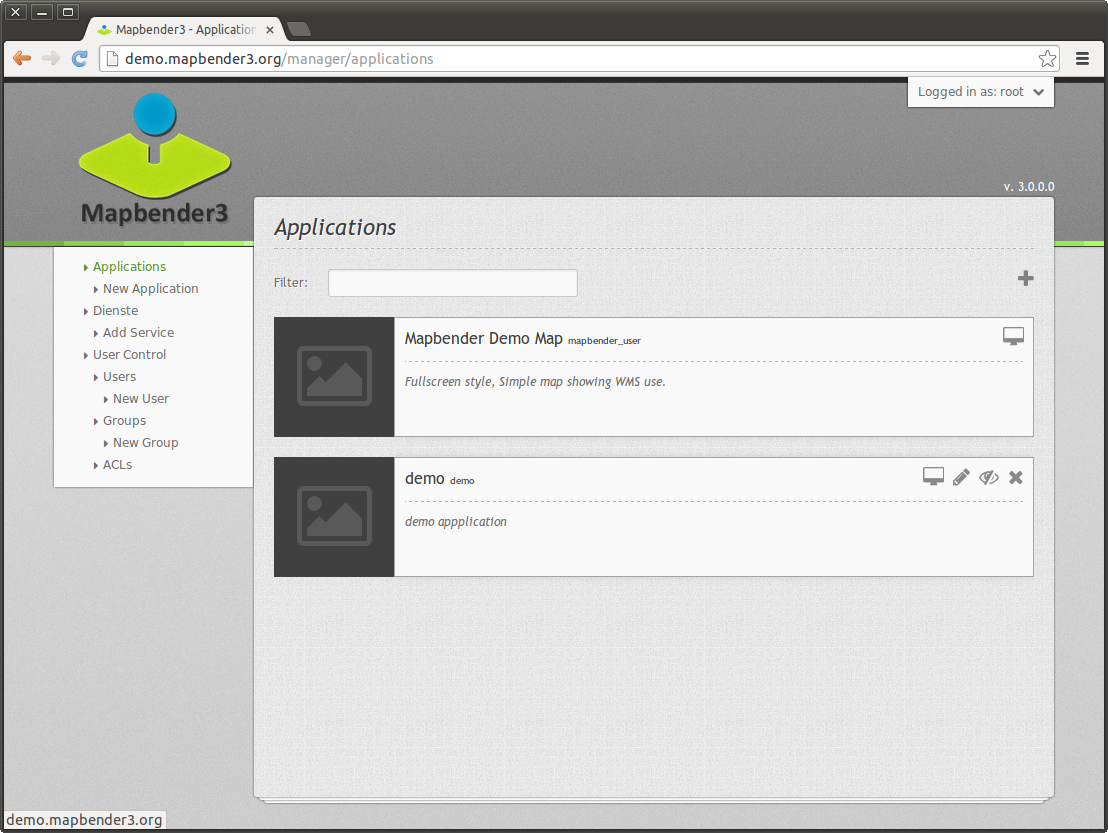 Mapbender3 - Application
demo.mapbender3.org/manager/applications
Logged in as: root
Mapbender3
v. 3.0.0.0
Applications
New Application
Dienste
Add Service
User Control
Users
New User
Groups
New Group
ACLs
Applications
Filter:
Mapbender Demo Map mapbender_user
Fullscreen style, Simple map showing WMS use.
demo demo
demo appplication
demo.mapbender3.org